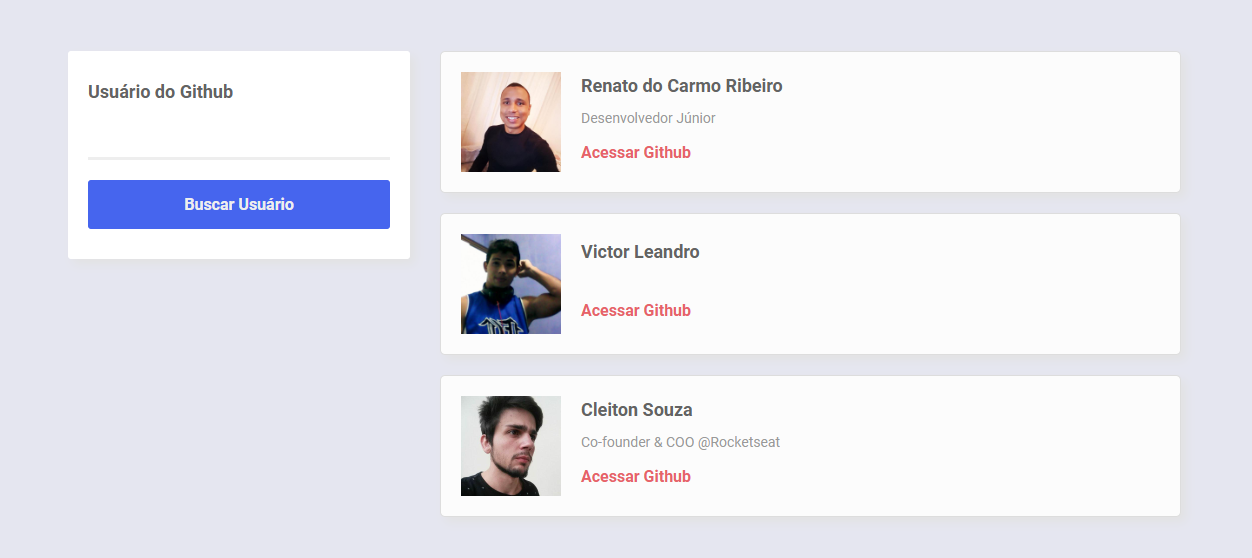 Usuário do Github
Buscar Usuário
Renato do Carmo Ribeiro
Desenvolvedor Júnior
Acessar Github
Victor Leandro
Acessar Github
Cleiton Souza
Co-founder & COO @Rocketseat
Acessar Github